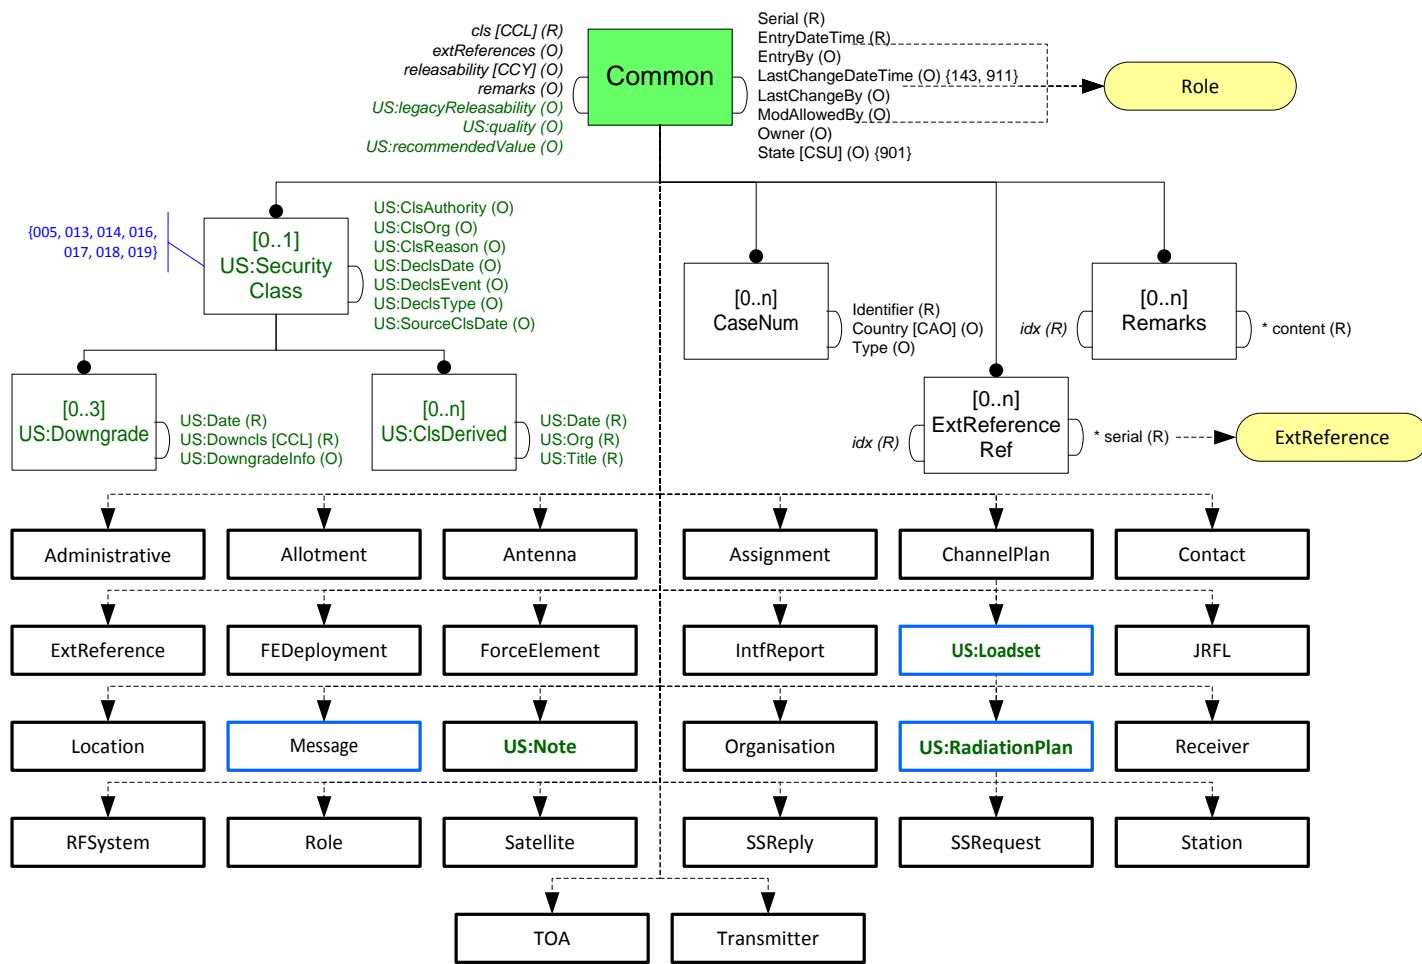 cls [CCL] (R)
extReferences (O)
releasability [CCY] (O)
remarks (O)
US:legacyReleasability (O)
US:quality (O)
US:recommendedValue (O)
Common
Serial (R)
EntryDateTime (R)
EntryBy (O)
LastChangeDateTime (O) {143, 911}
LastChangeBy (O)
ModAllowedBy (O)
Owner (O)
State [CSU] (O) {901}
Role
{005, 013, 014, 016,
017, 018, 019}
[0..1]
US:Security
Class
US:ClsAuthority (O)
US:ClsOrg (O)
US:ClsReason (O)
US:DeclsDate (O)
US:DeclsEvent (O)
US:DeclsType (O)
US:SourceClsDate (O)
[0..n]
CaseNum
Identifier (R)
Country [CAO] (O)
Type (O)
idx (R)
[0..n]
Remarks
* content (R)
[0..3]
US:Downgrade
US:Date (R)
US:Downcls [CCL] (R)
US:DowngradeInfo (O)
[0..n]
US:ClsDerived
US:Date (R)
US:Org (R)
US:Title (R)
idx (R)
[0..n]
ExtReference
Ref
* serial (R)
ExtReference
Administrative
Allotment
Antenna
Assignment
ChannelPlan
Contact
ExtReference
FEDeployment
ForceElement
IntfReport
US:Loadset
JRFL
Location
Message
US:Note
Organisation
US:RadiationPlan
Receiver
RFSystem
Role
Satellite
SSReply
SSRequest
Station
TOA
Transmitter